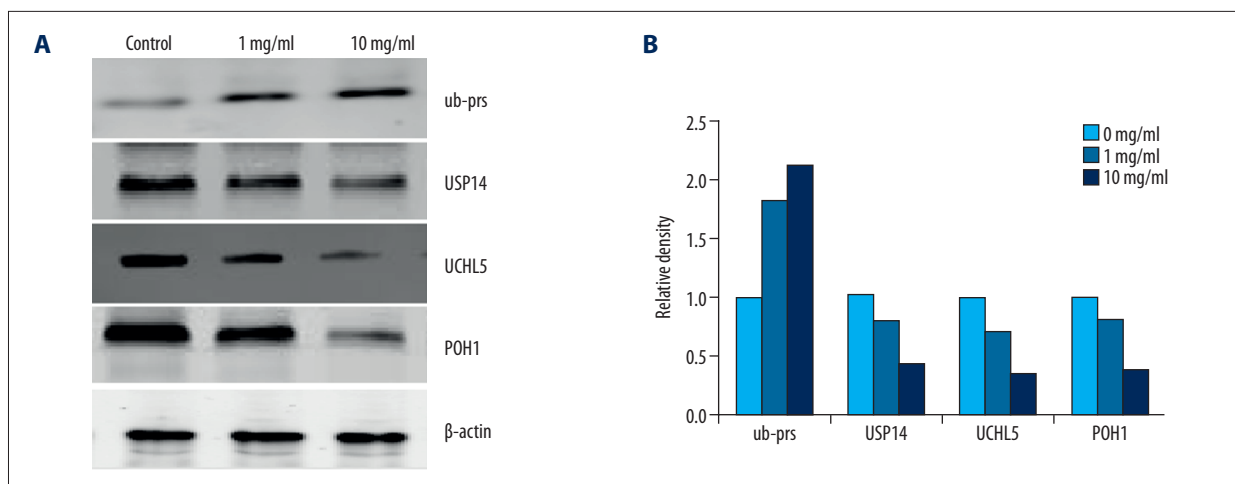 A
Control 1 mg/ml 10 mg/ml
ub-prs
USP14
UCHL5
POH1
β-actin
B
Relative density
2.5
2.0
1.5
1.0
0.5
0.0
0 mg/ml
1 mg/ml
10 mg/ml
ub-prs USP14 UCHL5 POH1